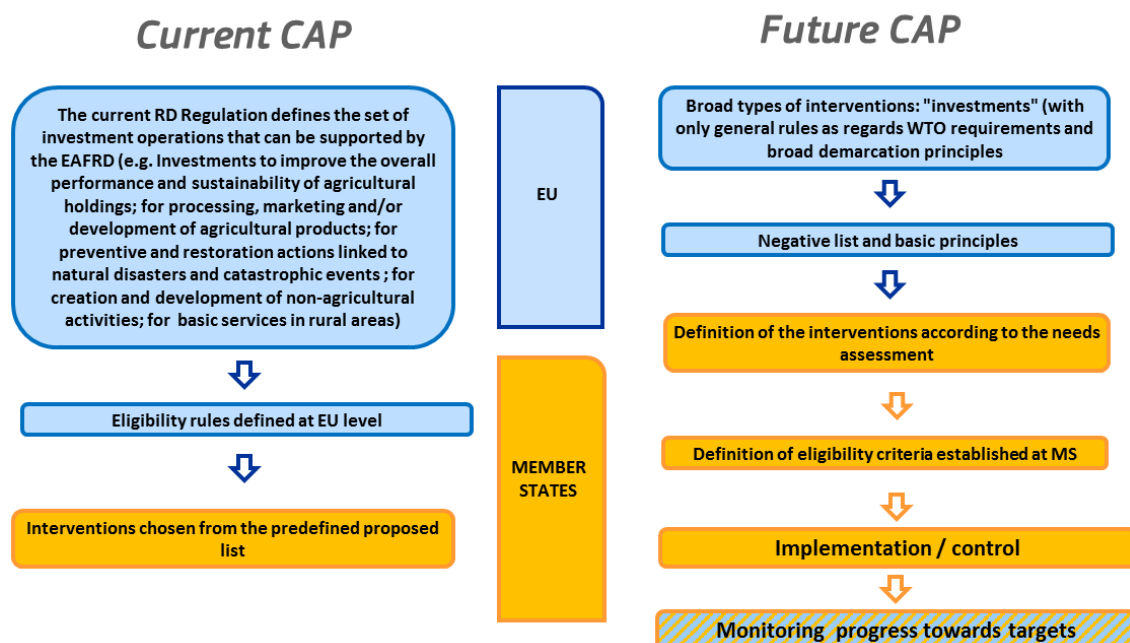 Current CAP
The current RD Regulation defines the set of
investment operations that can be supported by
the EAFRD (e.g. Investments to improve the overall
performance and sustainability of agricultural
holdings; for processing, marketing and/or
development of agricultural products; for
preventive and restoration actions linked to
natural disasters and catastrophic events ; for
creation and development of non-agricultural
activities; for basic services in rural areas)
Eligibility rules defined at EU level
Interventions chosen from the predefined proposed
list
EU
MEMBER
STATES
Future CAP
Broad types of interventions: "investments" (with
only general rules as regards WTO requirements and
broad demarcation principles
Negative list and basic principles
Definition of the interventions according to the needs
assessment
Definition of eligibility criteria established at MS
Implementation / control
Monitoring progress towards targets